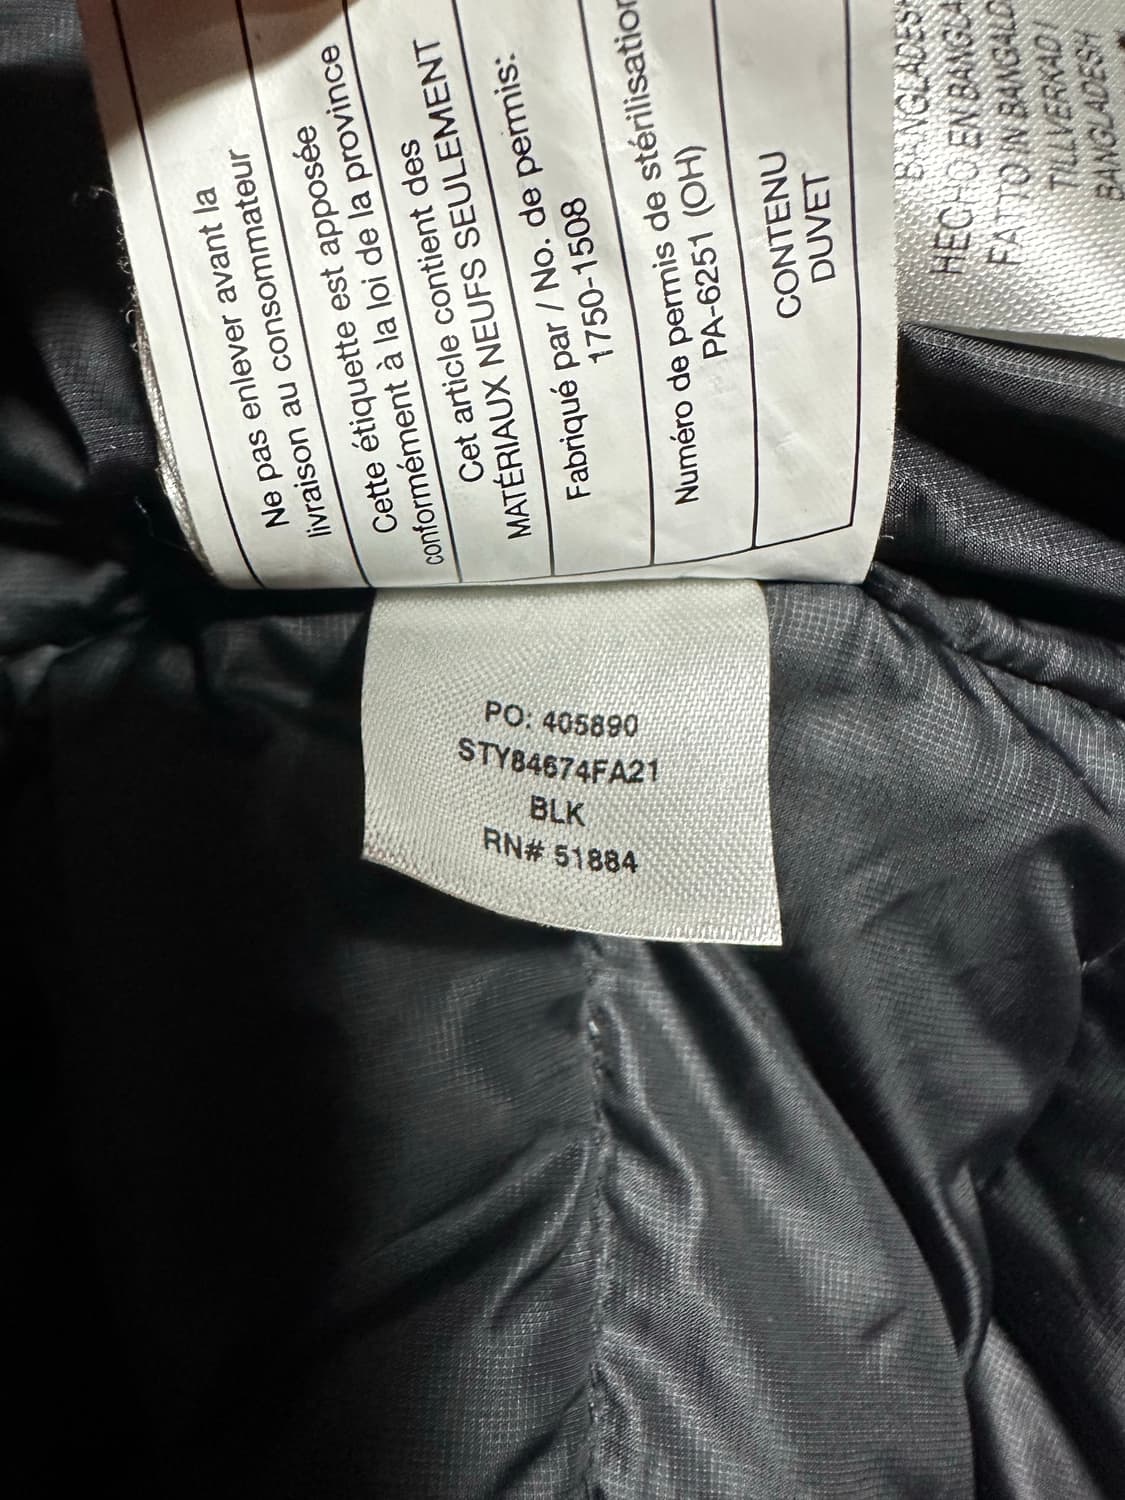 Ne pas enlever avant la
livraison au consommateur
Cette étiquette est apposée
conformément à la loi de la province
Cet article contient des
MATÉRIAUX NEUFS SEULEMENT
Fabriqué par / No. de permis:
1750-1508
Numéro de permis de stérilisation
PA-6251 (OH)
CONTENU
DUVET
BANGLADESH
HECHO EN
FATTO IN
TILLVERKAD I
BANGLADESH
PO: 405890
STY84674FA21
BLK
RN# 51884